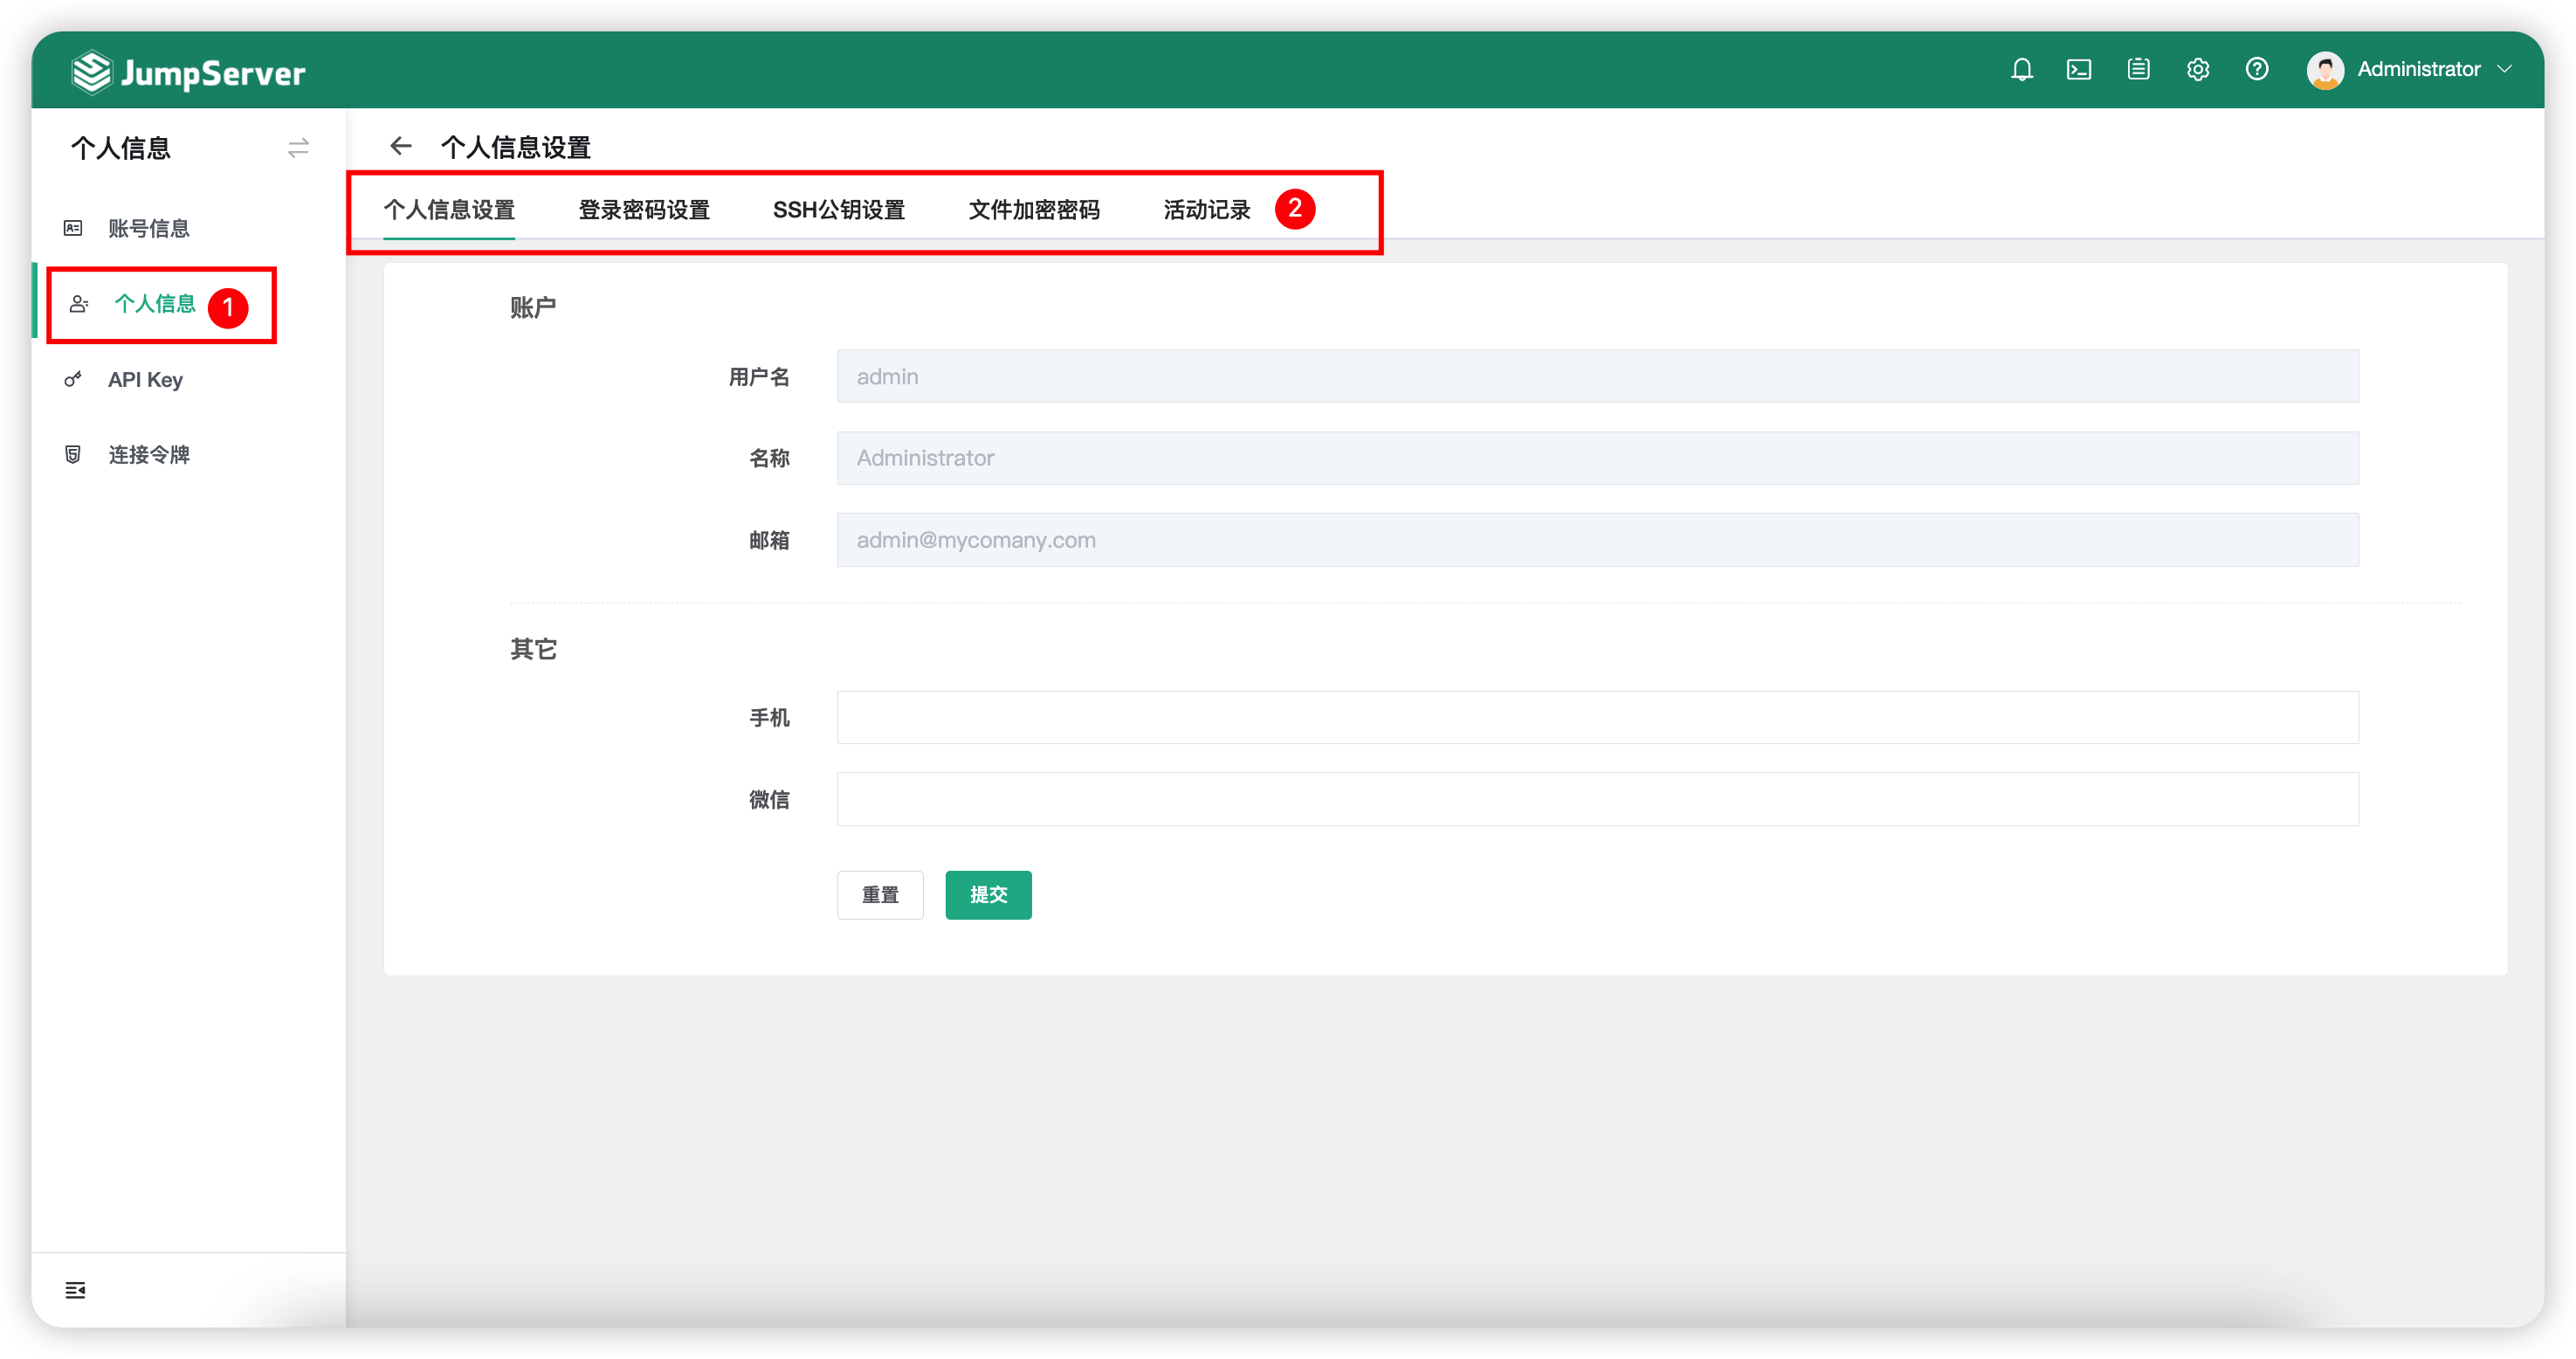 JumpServer
Administrator
个人信息
个人信息设置
账号信息
个人信息 1
API Key
连接令牌
个人信息设置 登录密码设置 SSH公钥设置 文件加密密码 活动记录 2
账户
用户名 admin
名称 Administrator
邮箱 admin@mycomany.com
其它
手机
微信
重置 提交